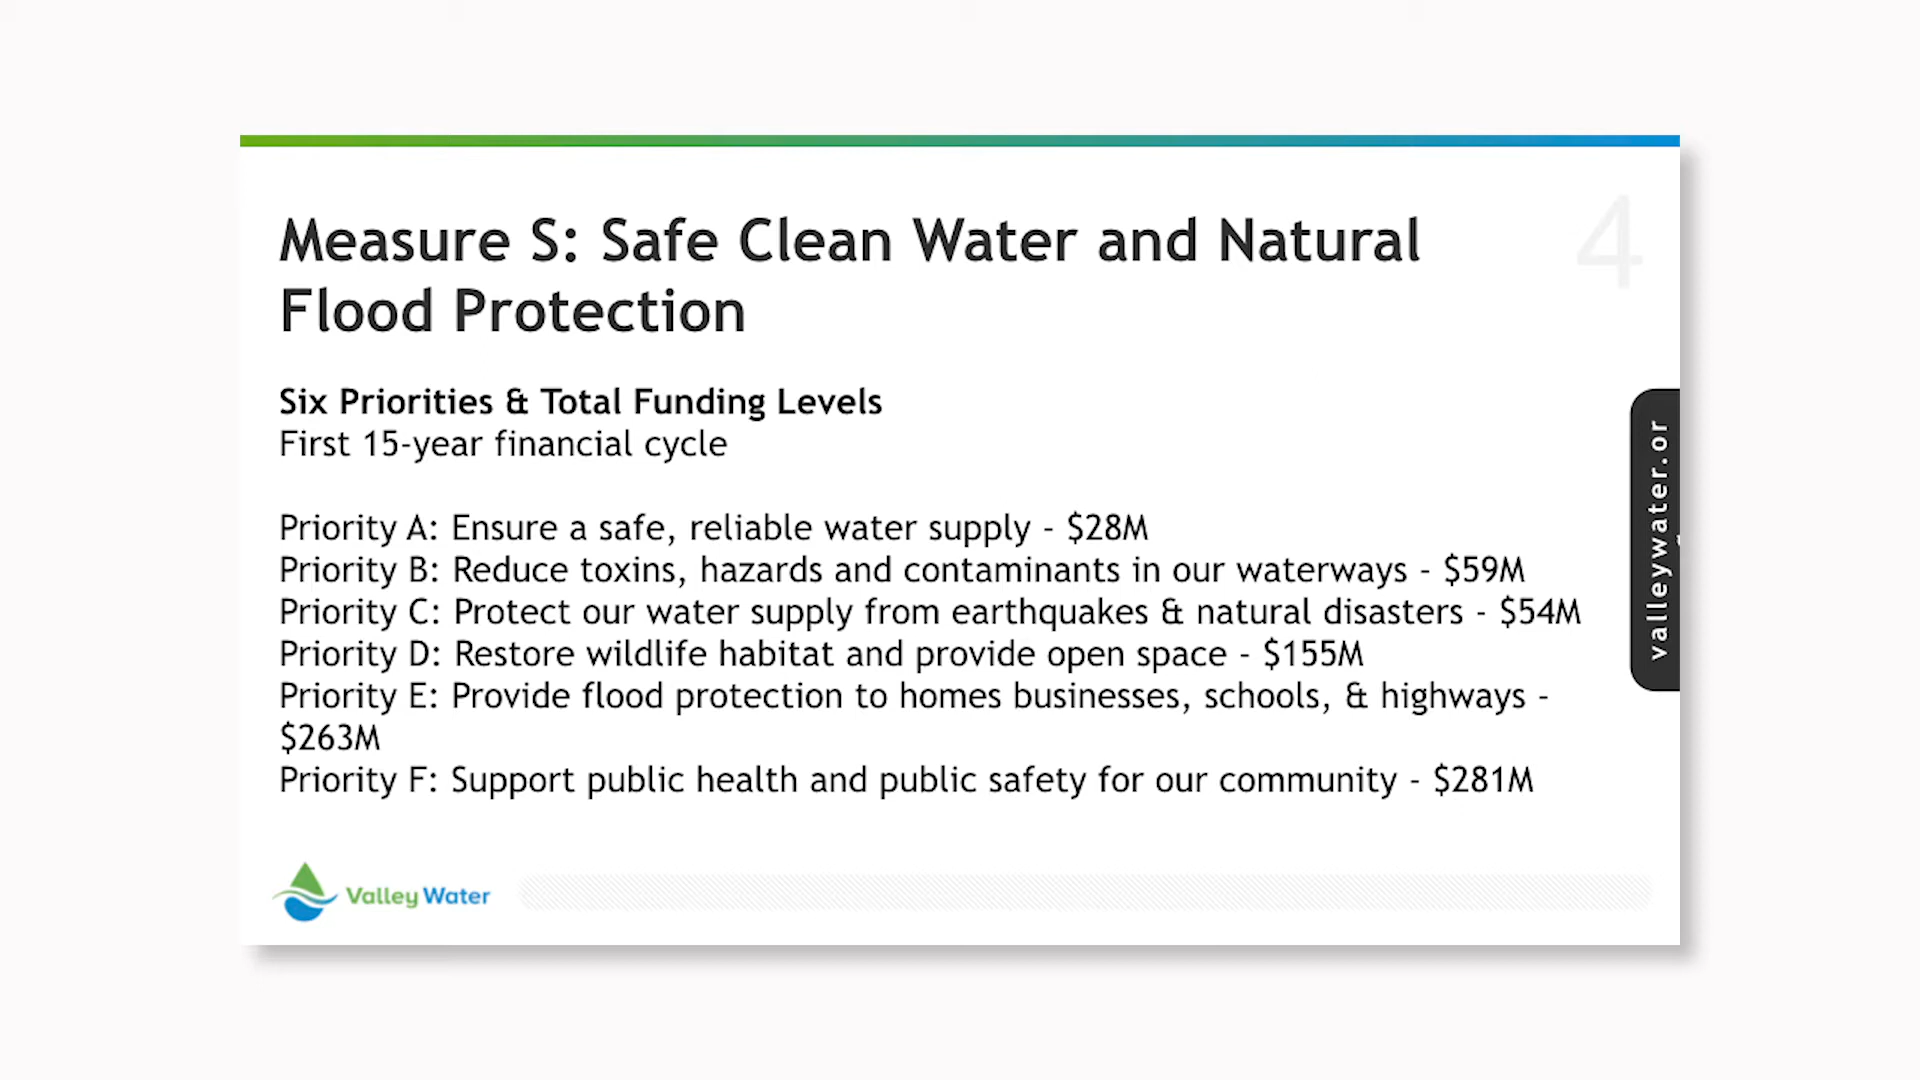 4
Measure S: Safe Clean Water and Natural
Flood Protection
Six Priorities & Total Funding Levels
First 15-year financial cycle
Priority A: Ensure a safe, reliable water supply - $28M
Priority B: Reduce toxins, hazards and contaminants in our waterways - $59M
Priority C: Protect our water supply from earthquakes & natural disasters - $54M
Priority D: Restore wildlife habitat and provide open space - $155M
Priority E: Provide flood protection to homes businesses, schools, & highways -
$263M
Priority F: Support public health and public safety for our community - $281M
valleywater.or
Valley Water